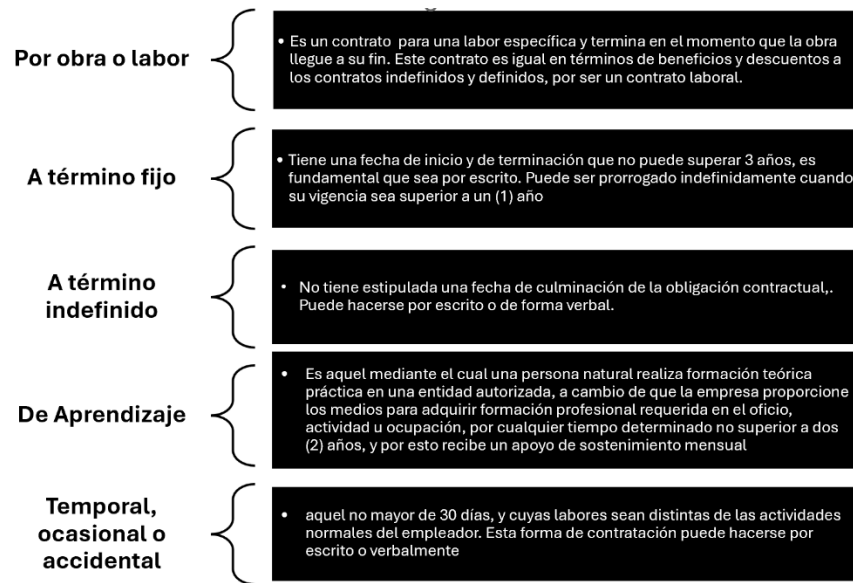 Por obra o labor
• Es un contrato para una labor específica y termina en el momento que la obra
llegue a su fin. Este contrato es igual en términos de beneficios y descuentos a
los contratos indefinidos y definidos, por ser un contrato laboral.
A término fijo
• Tiene una fecha de inicio y de terminación que no puede superar 3 años, es
fundamental que sea por escrito. Puede ser prorrogado indefinidamente cuando
su vigencia sea superior a un (1) año
A término
indefinido
• No tiene estipulada una fecha de culminación de la obligación contractual,.
Puede hacerse por escrito o de forma verbal.
De Aprendizaje
• Es aquel mediante el cual una persona natural realiza formación teórica
práctica en una entidad autorizada, a cambio de que la empresa proporcione
los medios para adquirir formación profesional requerida en el oficio,
actividad u ocupación, por cualquier tiempo determinado no superior a dos
(2) años, y por esto recibe un apoyo de sostenimiento mensual
Temporal,
ocasional o
accidental
• aquel no mayor de 30 días, y cuyas labores sean distintas de las actividades
normales del empleador. Esta forma de contratación puede hacerse por
escrito o verbalmente